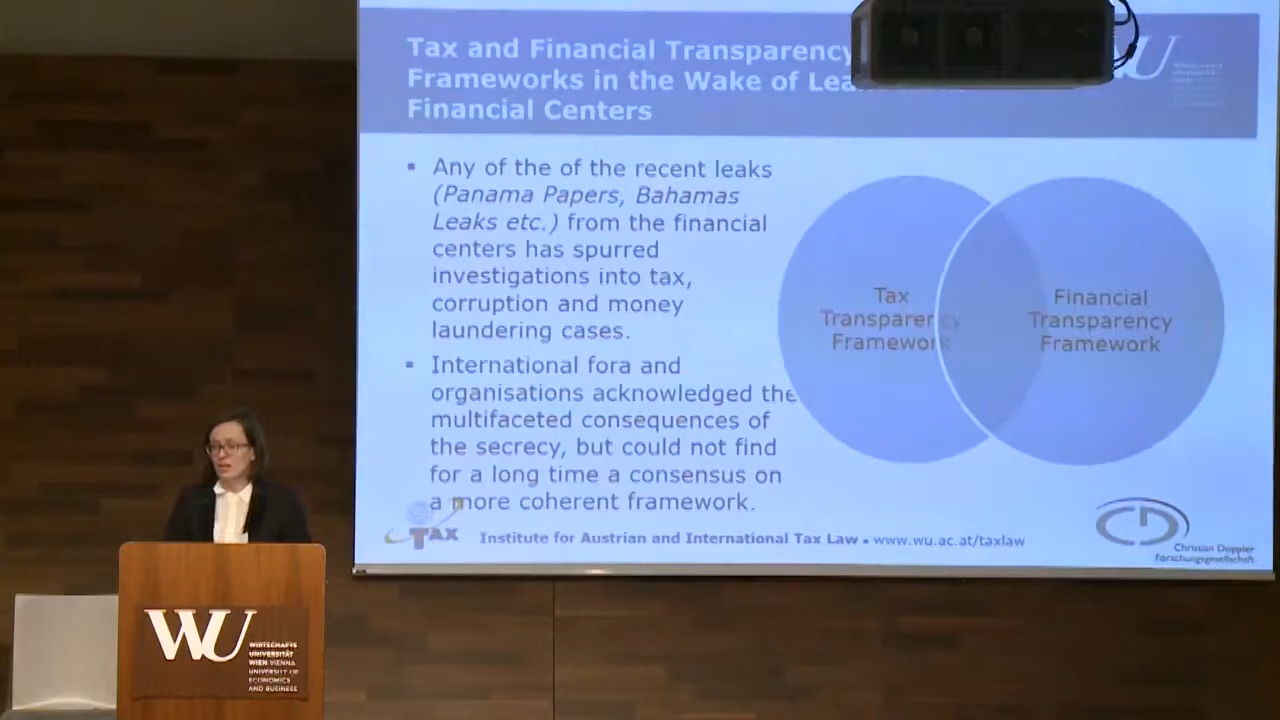 Tax and Financial Transparency
Frameworks in the Wake of
Financial Centers
WU
▪ Any of the of the recent leaks
(Panama Papers, Bahamas
Leaks etc.) from the financial
centers has spurred
investigations into tax,
corruption and money
laundering cases.
▪ International fora and
organisations acknowledged the
multifaceted consequences of
the secrecy, but could not find
for a long time a consensus on
a more coherent framework.
Tax
Transparency
Framework
Financial
Transparency
Framework
TAX
Institute for Austrian and International Tax Law • www.wu.ac.at/taxlaw
CD
Christian Doppler
Forschungsgesellschaft
WU
WIRTSCHAFTS
UNIVERSITÄT
WIEN VIENNA
UNIVERSITY OF
ECONOMICS
AND BUSINESS